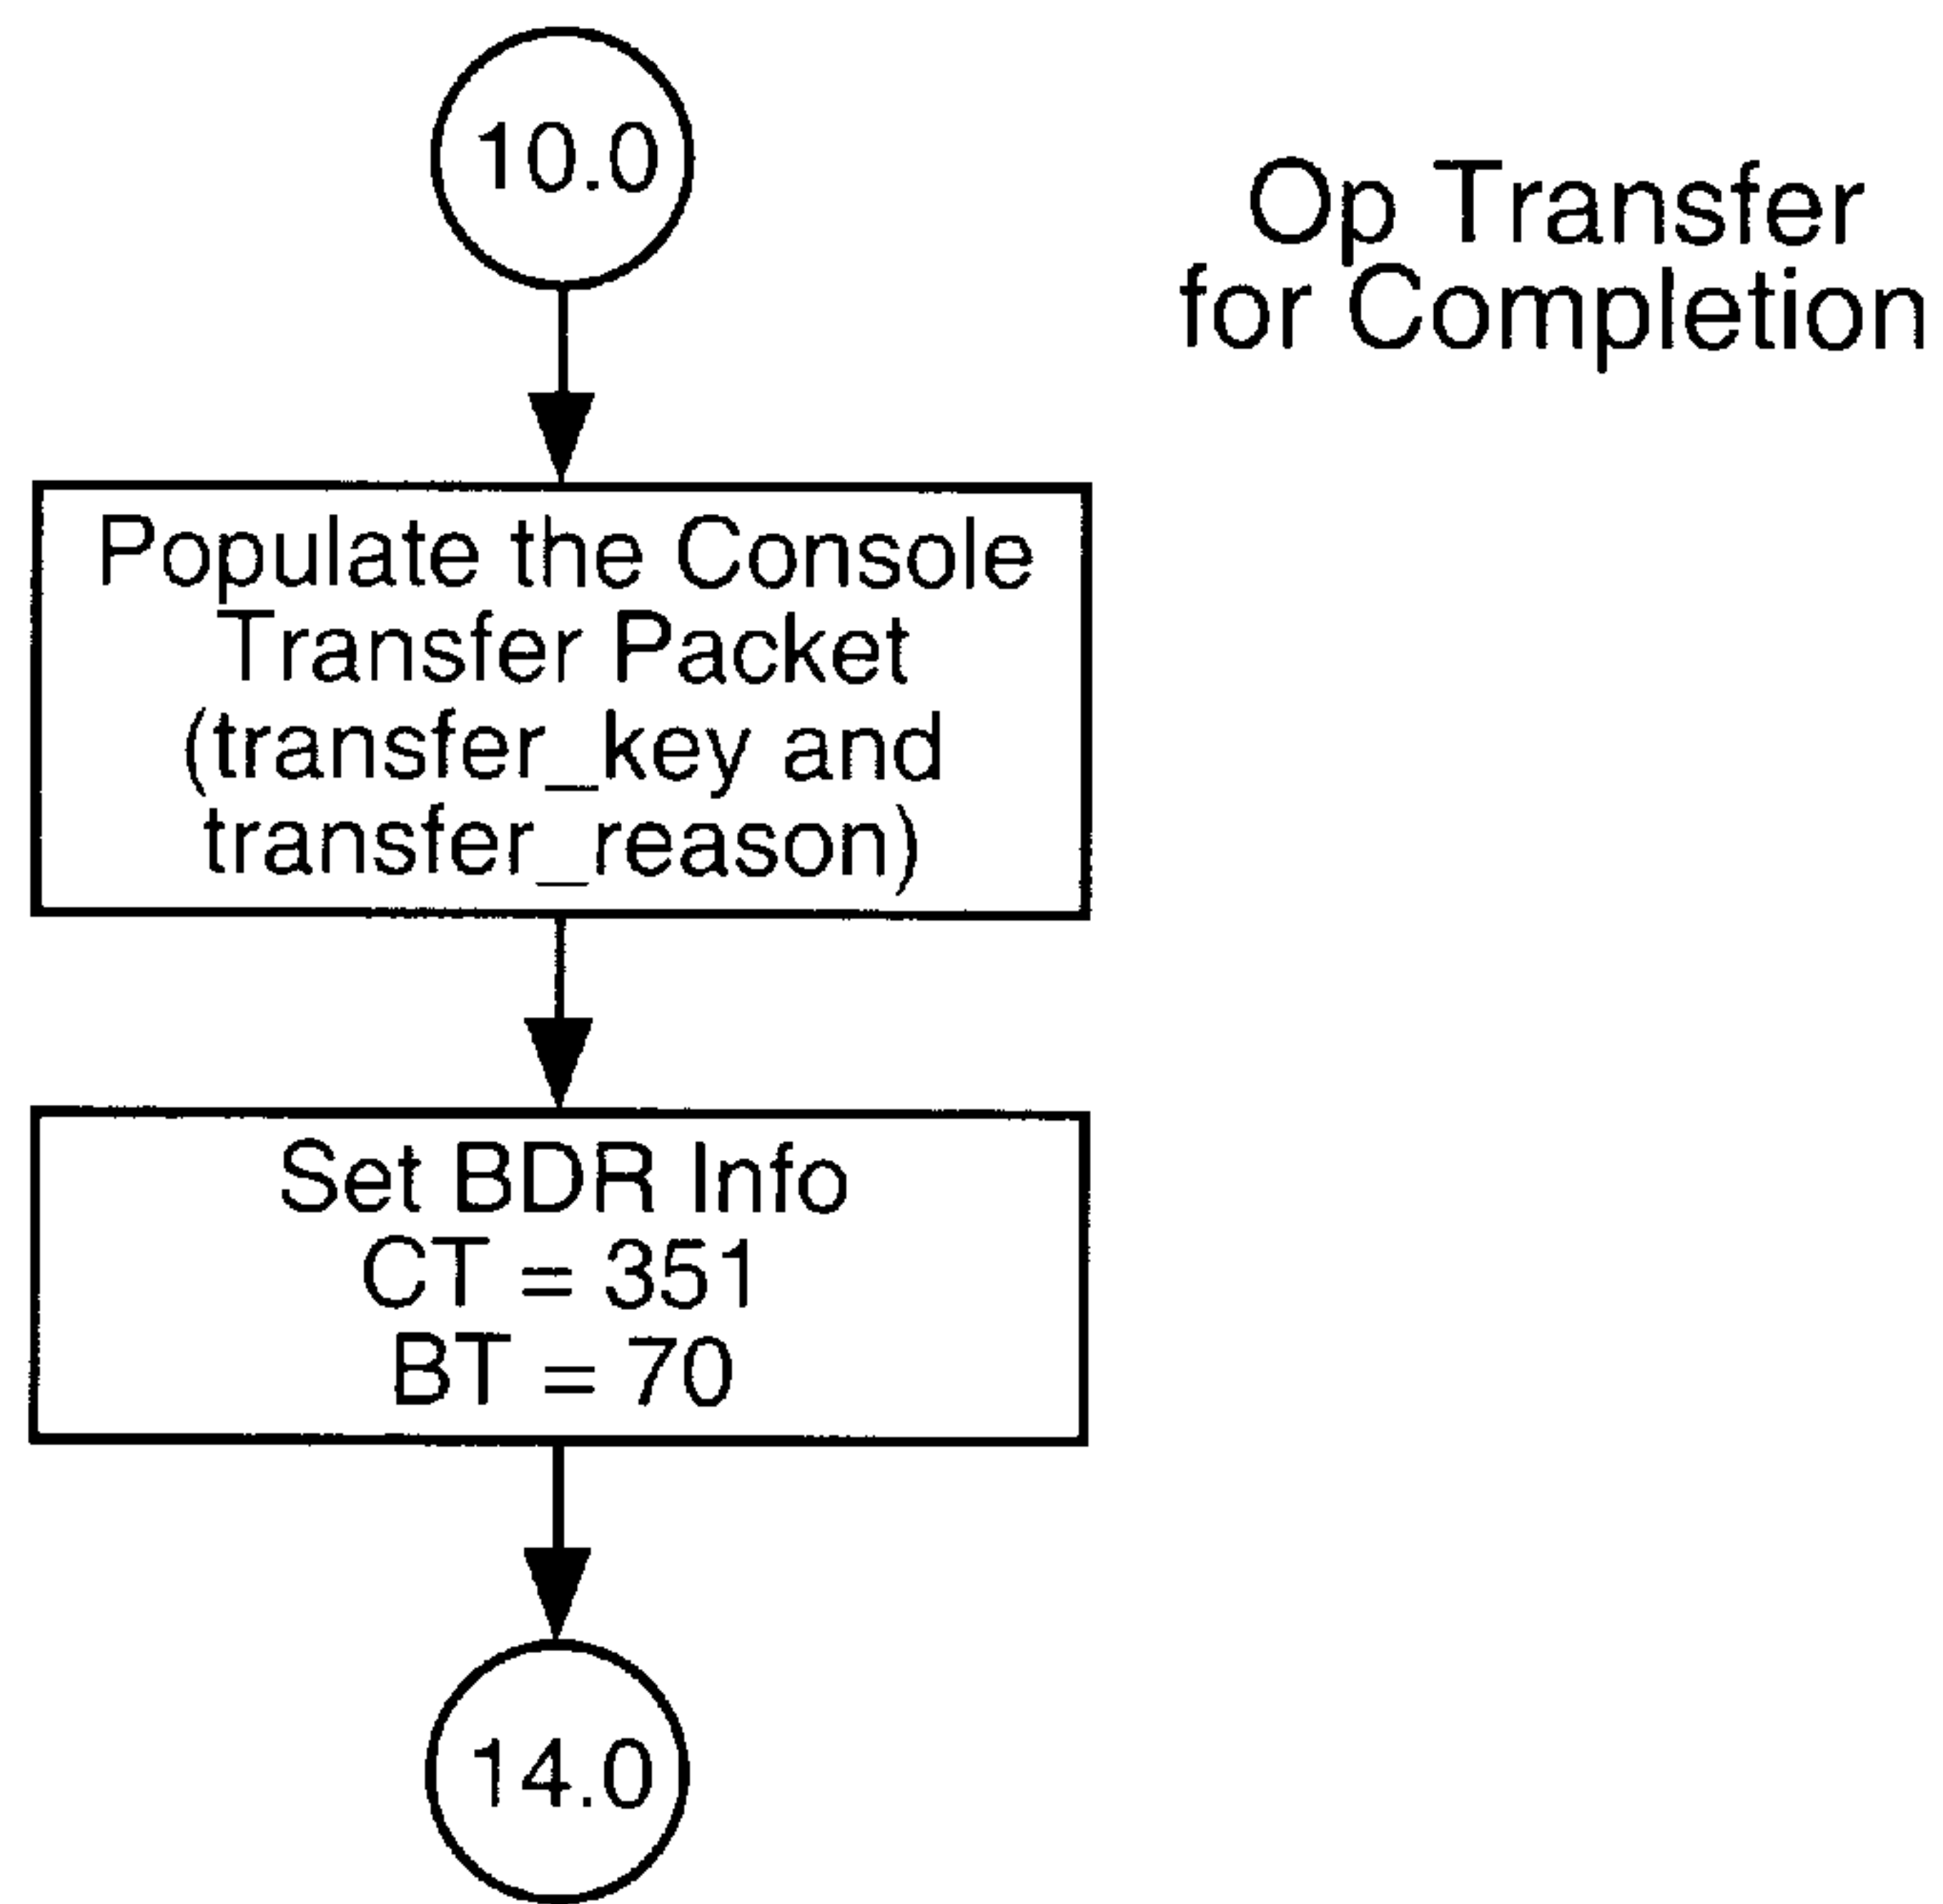 10.0
Op Transfer
for Completion
Populate the Console
Transfer Packet
(transfer_key and
transfer_reason)
Set BDR Info
CT = 351
BT = 70
14.0